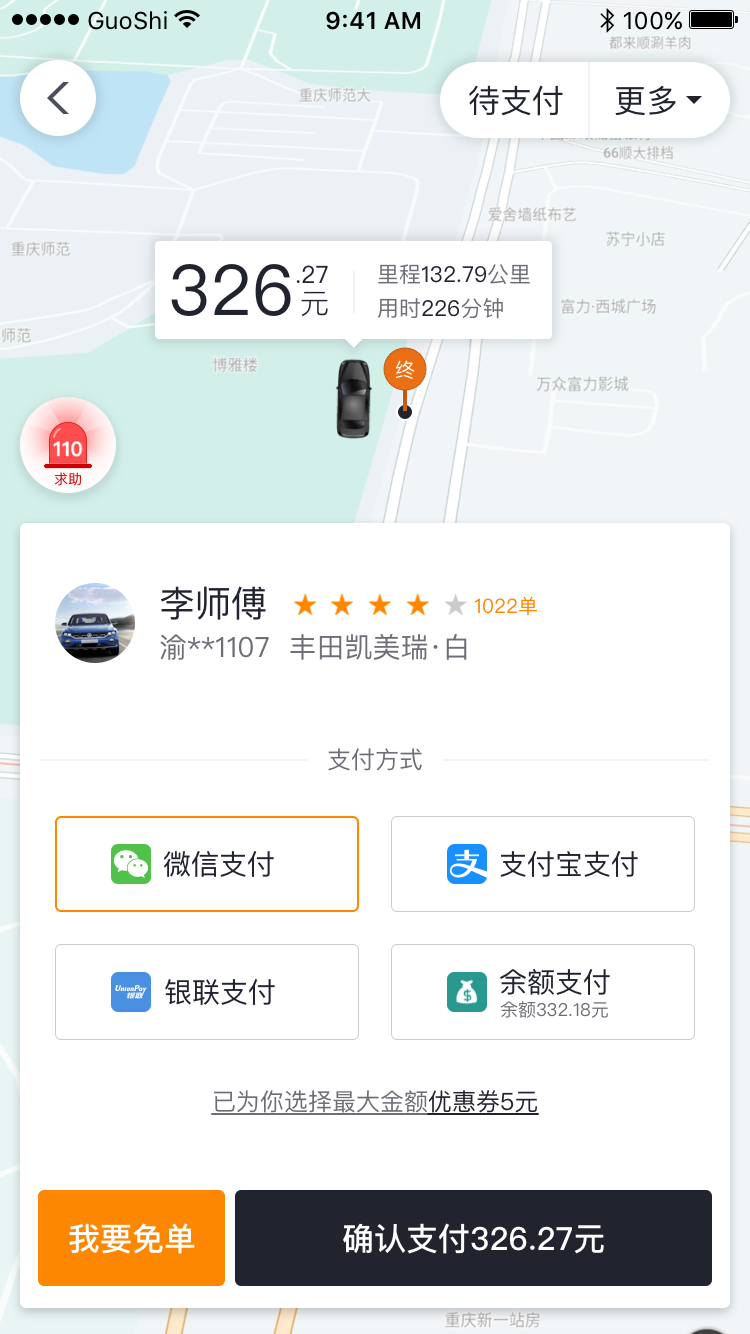 GuoShi
9:41 AM
100%
都来顺涮羊肉
重庆师范大
待支付
更多
66顺大排档
爱舍墙纸布艺
苏宁小店
重庆师范
326.27元
里程132.79公里
用时226分钟
富力·西城广场
师范
博雅楼
终
万众富力影城
110
求助
李师傅
1022单
渝**1107 丰田凯美瑞·白
支付方式
微信支付
支付宝支付
UnionPay
银联
银联支付
余额支付
余额332.18元
已为你选择最大金额优惠券5元
我要免单
确认支付326.27元
重庆新一站房